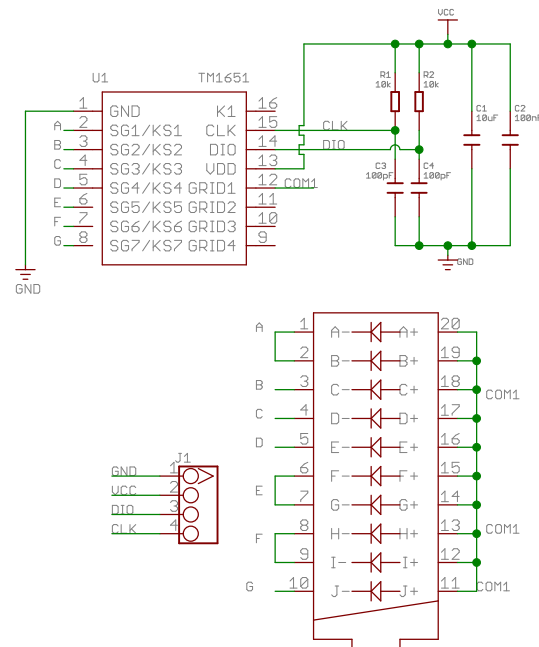 VCC
U1 TM1651
R1 10k
R2 10k
C1 10uF
C2 100nF
1 GND K1 16
A 2 SG1/KS1 CLK 15 CLK
B 3 SG2/KS2 DIO 14 DIO
C 4 SG3/KS3 VDD 13
D 5 SG4/KS4 GRID1 12 COM1
E 6 SG5/KS5 GRID2 11
F 7 SG6/KS6 GRID3 10
G 8 SG7/KS7 GRID4 9
C3 100pF
C4 100pF
GND
GND
A 1 A- A+ 20
2 B- B+ 19
B 3 C- C+ 18 COM1
C 4 D- D+ 17
D 5 E- E+ 16
6 F- F+ 15
E 7 G- G+ 14
8 H- H+ 13 COM1
F 9 I- I+ 12
G 10 J- J+ 11 COM1
J1
GND 1
VCC 2
DIO 3
CLK 4